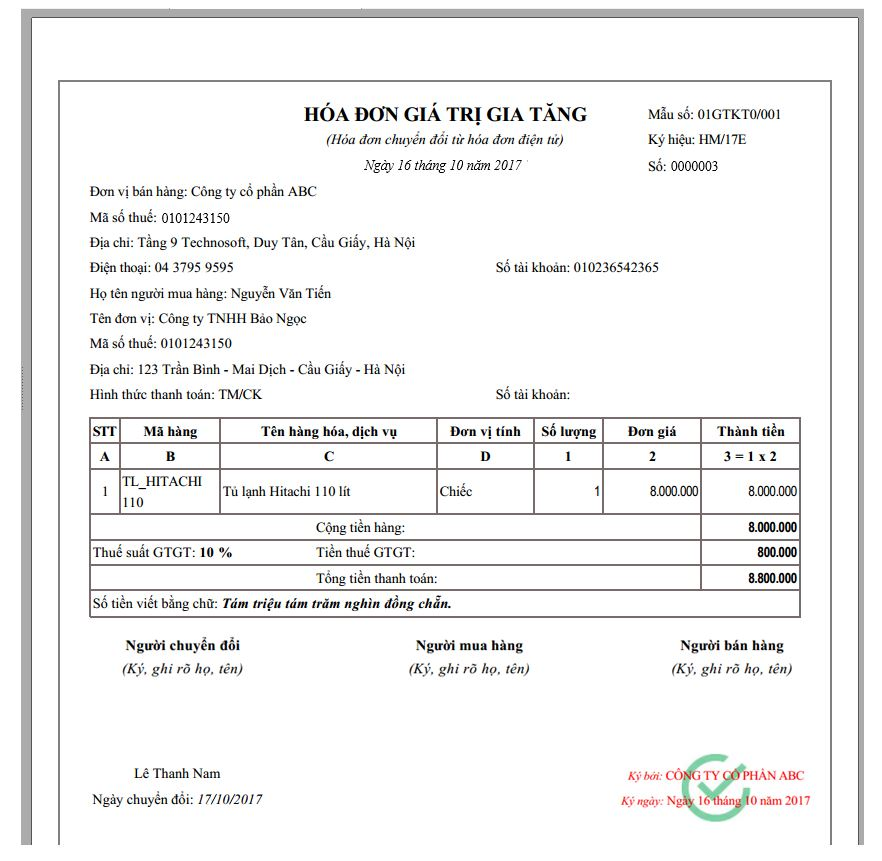 HÓA ĐƠN GIÁ TRỊ GIA TĂNG
Mẫu số: 01GTKT0/001
(Hóa đơn chuyển đổi từ hóa đơn điện tử)
Ký hiệu: HM/17E
Ngày 16 tháng 10 năm 2017
Số: 0000003
Đơn vị bán hàng: Công ty cổ phần ABC
Mã số thuế: 0101243150
Địa chỉ: Tầng 9 Technosoft, Duy Tân, Cầu Giấy, Hà Nội
Điện thoại: 04 3795 9595 Số tài khoản: 010236542365
Họ tên người mua hàng: Nguyễn Văn Tiến
Tên đơn vị: Công ty TNHH Bảo Ngọc
Mã số thuế: 0101243150
Địa chỉ: 123 Trần Bình - Mai Dịch - Cầu Giấy - Hà Nội
Hình thức thanh toán: TM/CK Số tài khoản:
STT Mã hàng Tên hàng hóa, dịch vụ Đơn vị tính Số lượng Đơn giá Thành tiền
A B C D 1 2 3 = 1 x 2
1 TL_HITACHI 110 Tủ lạnh Hitachi 110 lít Chiếc 1 8.000.000 8.000.000
Cộng tiền hàng: 8.000.000
Thuế suất GTGT: 10 % Tiền thuế GTGT: 800.000
Tổng tiền thanh toán: 8.800.000
Số tiền viết bằng chữ: Tám triệu tám trăm nghìn đồng chẵn.
Người chuyển đổi Người mua hàng Người bán hàng
(Ký, ghi rõ họ, tên) (Ký, ghi rõ họ, tên) (Ký, ghi rõ họ, tên)
Lê Thanh Nam Ký bởi: CÔNG TY CỔ PHẦN ABC
Ngày chuyển đổi: 17/10/2017 Ký ngày: Ngày 16 tháng 10 năm 2017